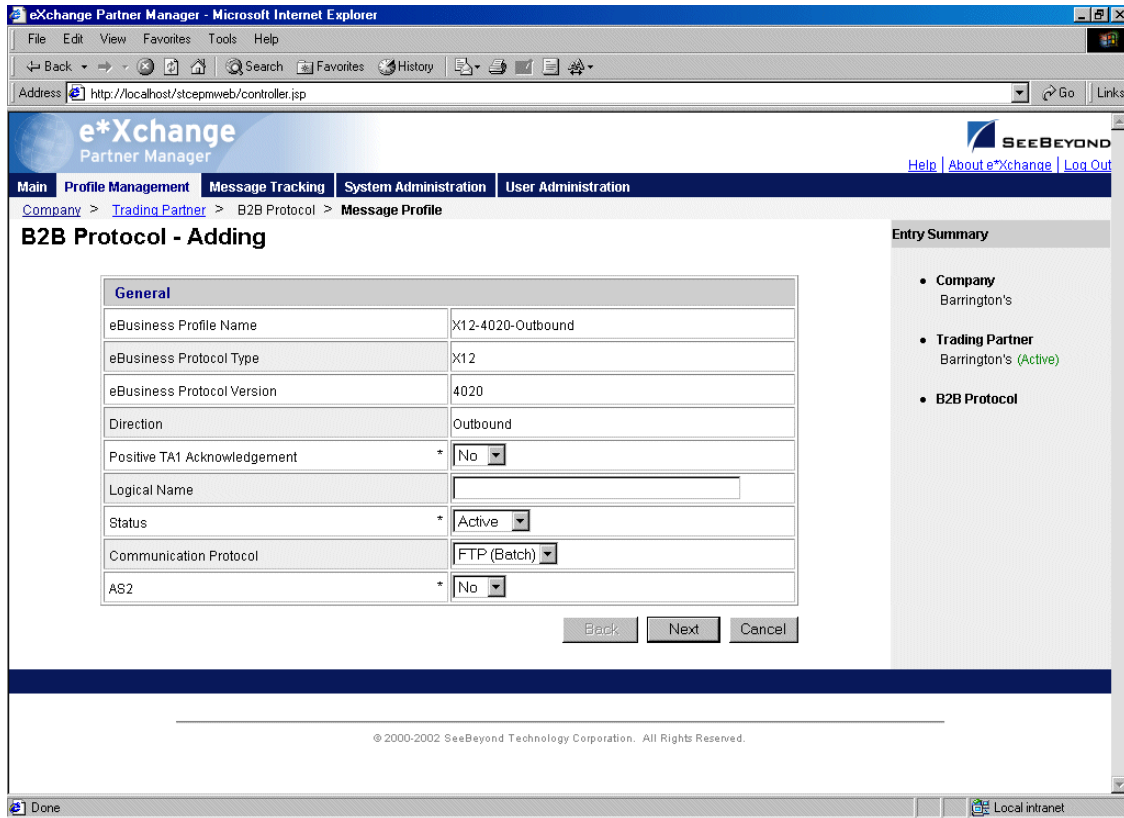 eXchange Partner Manager - Microsoft Internet Explorer
File Edit View Favorites Tools Help
Back Search Favorites History
Address http://localhost/stcepmweb/controller.jsp Go Links
e*Xchange
Partner Manager
SEEBEYOND
Help | About e*Xchange | Log Out
Main Profile Management Message Tracking System Administration User Administration
Company > Trading Partner > B2B Protocol > Message Profile
B2B Protocol - Adding
General
eBusiness Profile Name X12-4020-Outbound
eBusiness Protocol Type X12
eBusiness Protocol Version 4020
Direction Outbound
Positive TA1 Acknowledgement * No
Logical Name
Status * Active
Communication Protocol FTP (Batch)
AS2 * No
Back Next Cancel
Entry Summary
• Company
Barrington's
• Trading Partner
Barrington's (Active)
• B2B Protocol
© 2000-2002 SeeBeyond Technology Corporation. All Rights Reserved.
Done Local intranet